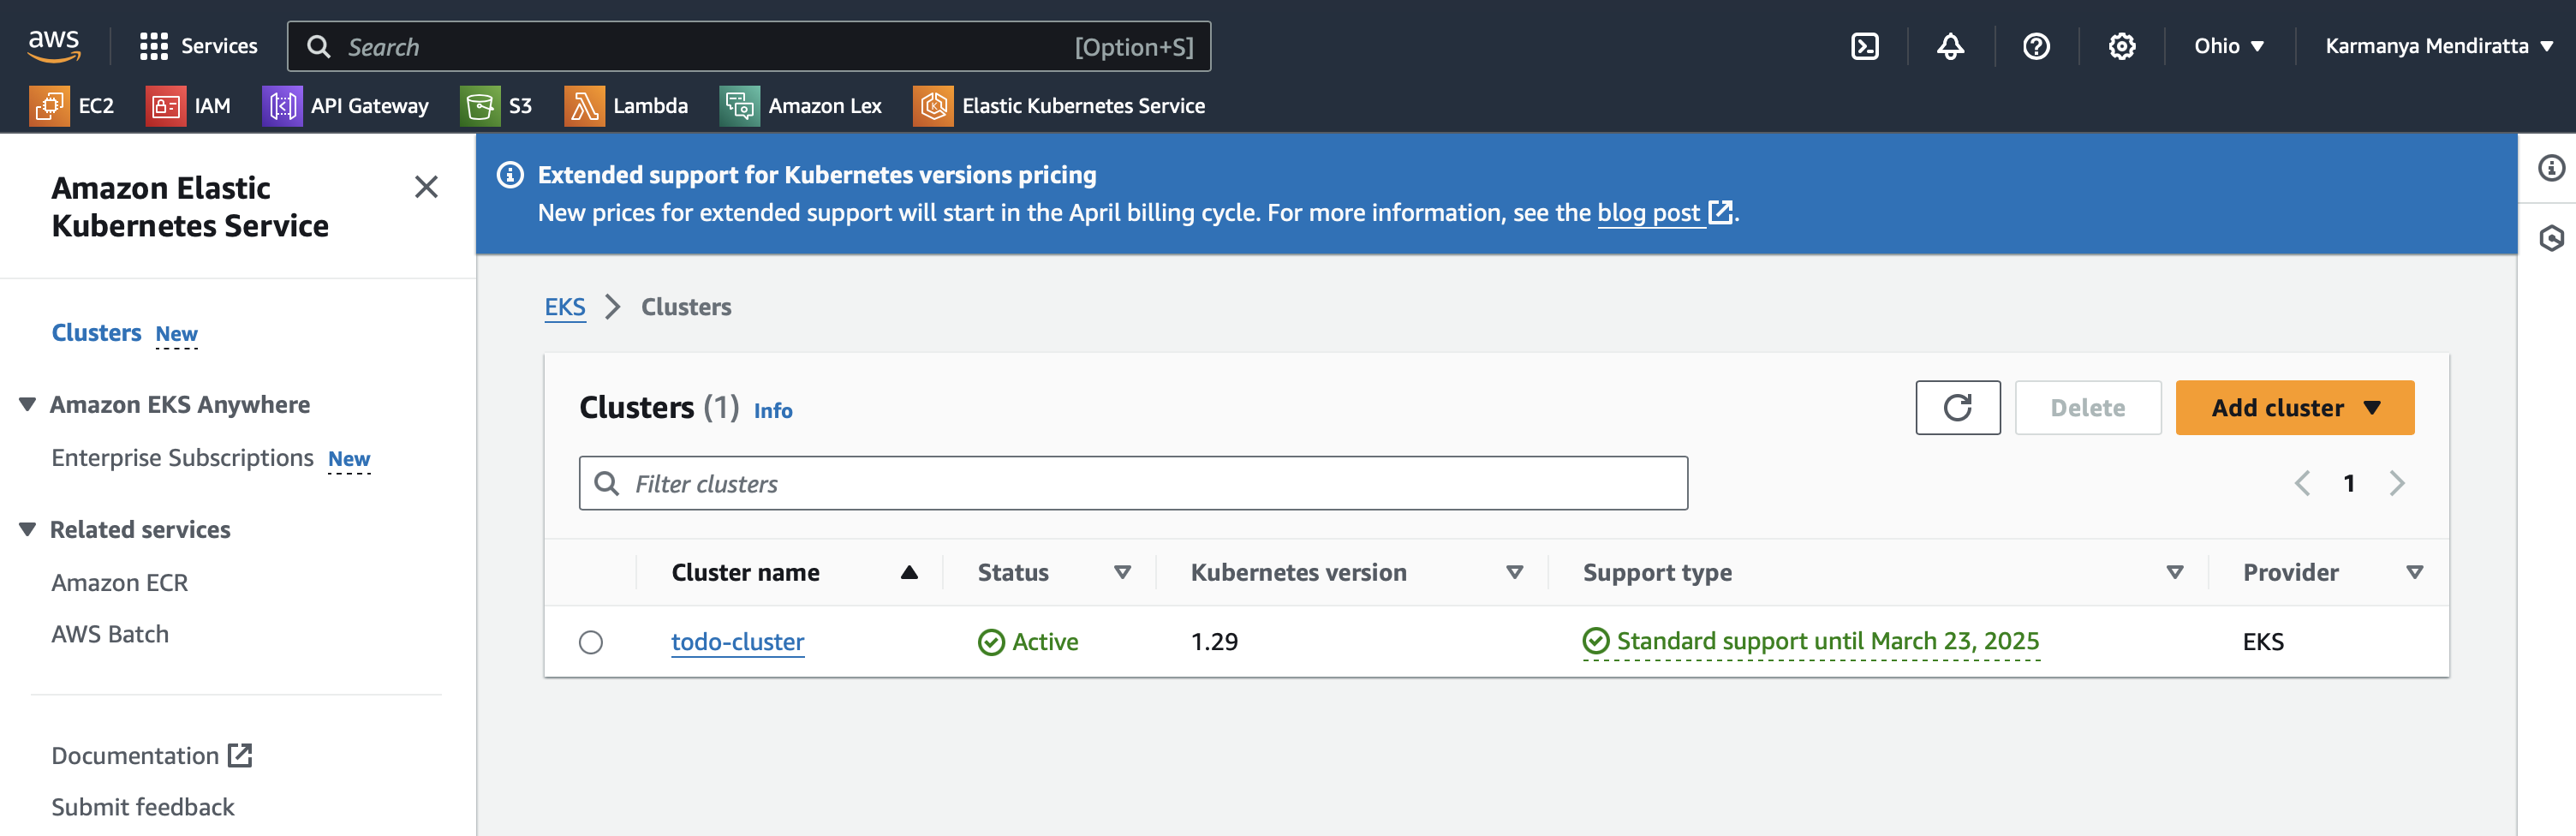 aws
Services
Search [Option+S]
Ohio
Karmanya Mendiratta
EC2
IAM
API Gateway
S3
Lambda
Amazon Lex
Elastic Kubernetes Service
Amazon Elastic
Kubernetes Service
Clusters New
Amazon EKS Anywhere
Enterprise Subscriptions New
Related services
Amazon ECR
AWS Batch
Documentation
Submit feedback
Extended support for Kubernetes versions pricing
New prices for extended support will start in the April billing cycle. For more information, see the blog post.
EKS > Clusters
Clusters (1) Info
Delete
Add cluster
Filter clusters
1
Cluster name Status Kubernetes version Support type Provider
todo-cluster Active 1.29 Standard support until March 23, 2025 EKS